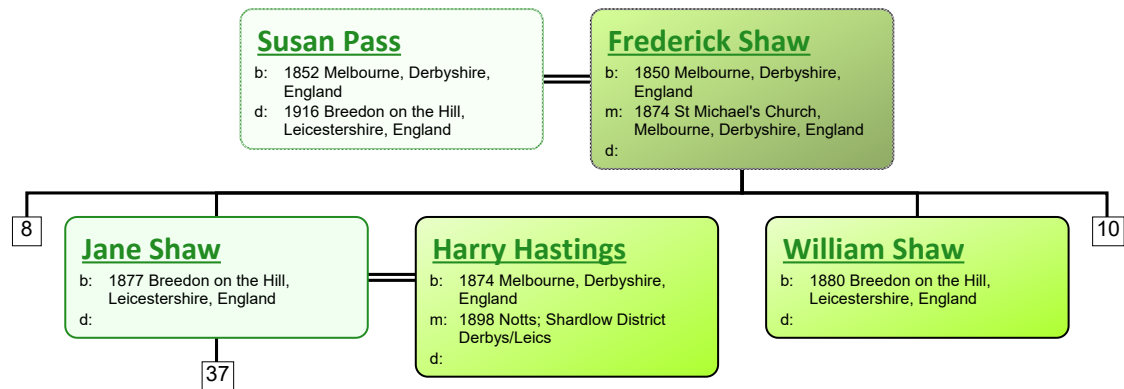 Susan Pass
b: 1852 Melbourne, Derbyshire,
England
d: 1916 Breedon on the Hill,
Leicestershire, England
Frederick Shaw
b: 1850 Melbourne, Derbyshire,
England
m: 1874 St Michael's Church,
Melbourne, Derbyshire, England
d:
8
10
Jane Shaw
b: 1877 Breedon on the Hill,
Leicestershire, England
d:
Harry Hastings
b: 1874 Melbourne, Derbyshire,
England
m: 1898 Notts; Shardlow District
Derbys/Leics
d:
William Shaw
b: 1880 Breedon on the Hill,
Leicestershire, England
d:
37